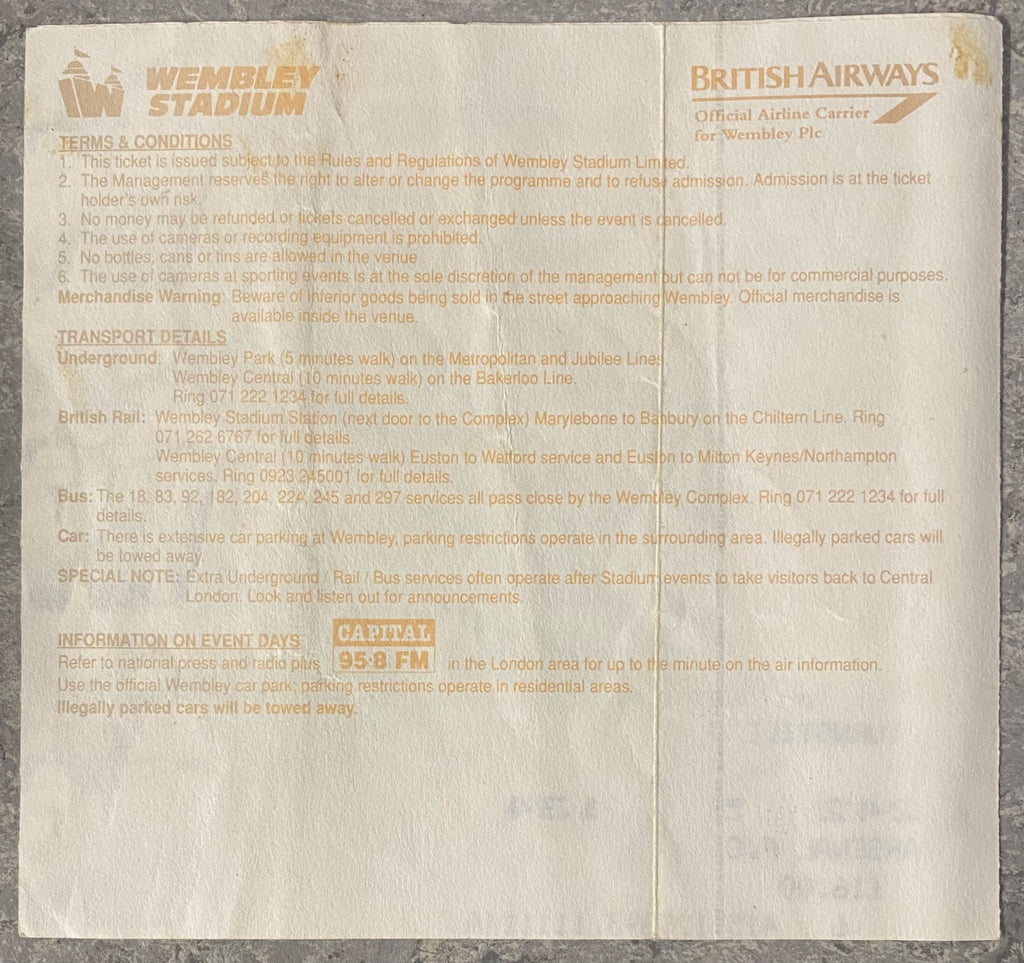 WEMBLEY
STADIUM
BRITISH AIRWAYS
Official Airline Carrier
for Wembley Plc
TERMS & CONDITIONS
1. This ticket is issued subject to the Rules and Regulations of Wembley Stadium Limited.
2. The Management reserves the right to alter or change the programme and to refuse admission. Admission is at the ticket
holder's own risk.
3. No money may be refunded or tickets cancelled or exchanged unless the event is cancelled.
4. The use of cameras or recording equipment is prohibited.
5. No bottles, cans or tins are allowed in the venue
6. The use of cameras at sporting events is at the sole discretion of the management but can not be for commercial purposes.
Merchandise Warning: Beware of inferior goods being sold in the street approaching Wembley. Official merchandise is
available inside the venue.
TRANSPORT DETAILS
Underground: Wembley Park (5 minutes walk) on the Metropolitan and Jubilee Lines
Wembley Central (10 minutes walk) on the Bakerloo Line.
Ring 071 222 1234 for full details.
British Rail: Wembley Stadium Station (next door to the Complex) Marylebone to Banbury on the Chiltern Line. Ring
071 262 6767 for full details.
Wembley Central (10 minutes walk) Euston to Watford service and Euston to Milton Keynes/Northampton
services. Ring 0923 245001 for full details.
Bus: The 18, 83, 92, 182, 204, 224, 245 and 297 services all pass close by the Wembley Complex. Ring 071 222 1234 for full
details.
Car: There is extensive car parking at Wembley, parking restrictions operate in the surrounding area. Illegally parked cars will
be towed away.
SPECIAL NOTE: Extra Underground / Rail / Bus services often operate after Stadium events to take visitors back to Central
London. Look and listen out for announcements.
INFORMATION ON EVENT DAYS
CAPITAL
95·8 FM
Refer to national press and radio plus in the London area for up to the minute on the air information.
Use the official Wembley car park, parking restrictions operate in residential areas.
Illegally parked cars will be towed away.